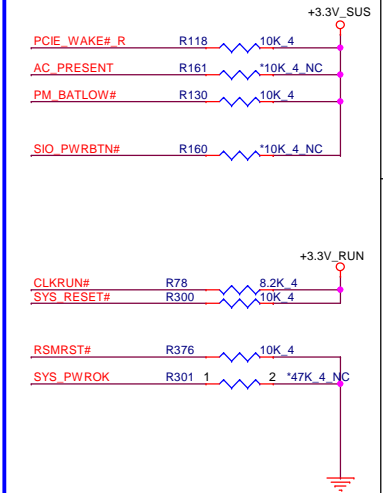 +3.3V_SUS
PCIE_WAKE#_R R118 10K_4
AC_PRESENT R161 *10K_4_NC
PM_BATLOW# R130 10K_4
SIO_PWRBTN# R160 *10K_4_NC
+3.3V_RUN
CLKRUN# R78 8.2K_4
SYS_RESET# R300 10K_4
RSMRST# R376 10K_4
SYS_PWROK R301 1 2 *47K_4_NC